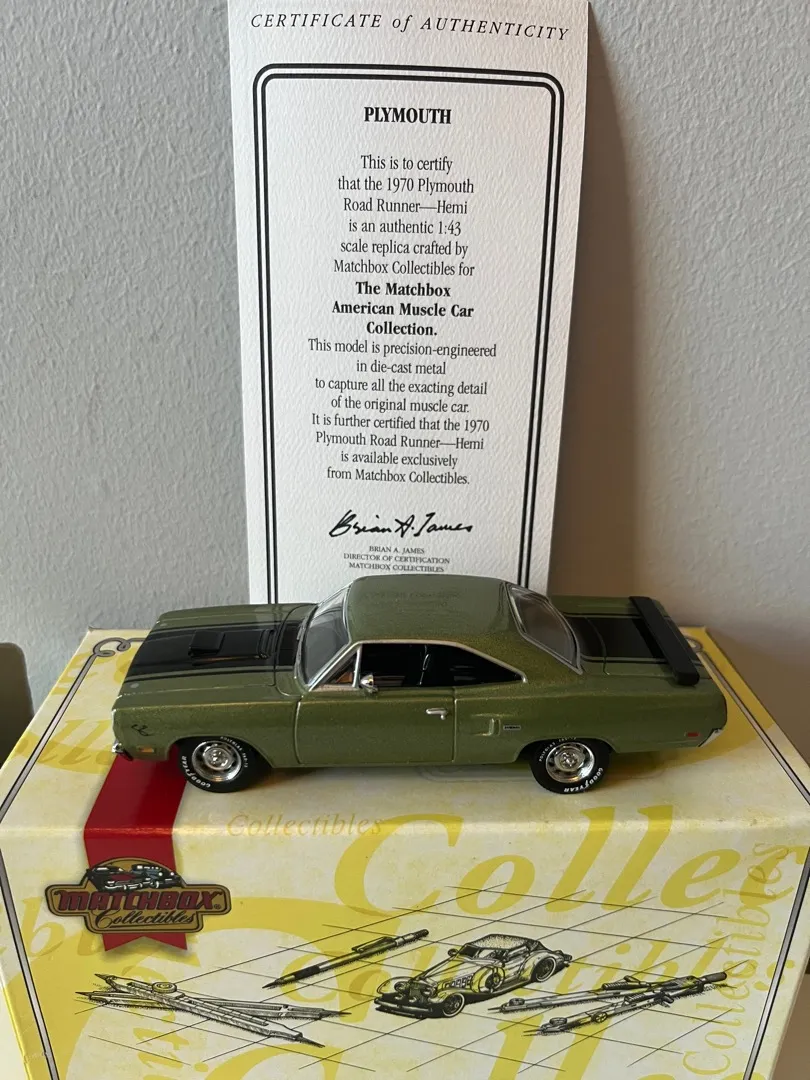 CERTIFICATE of AUTHENTICITY
PLYMOUTH
This is to certify
that the 1970 Plymouth
Road Runner—Hemi
is an authentic 1:43
scale replica crafted by
Matchbox Collectibles for
The Matchbox
American Muscle Car
Collection.
This model is precision-engineered
in die-cast metal
to capture all the exacting detail
of the original muscle car.
It is further certified that the 1970
Plymouth Road Runner—Hemi
is available exclusively
from Matchbox Collectibles.
Brian A. James
BRIAN A. JAMES
DIRECTOR OF CERTIFICATION
MATCHBOX COLLECTIBLES
GOODYEAR
GOODYEAR
Collectibles
Collec
MATCHBOX
Collectibles
Collectibles